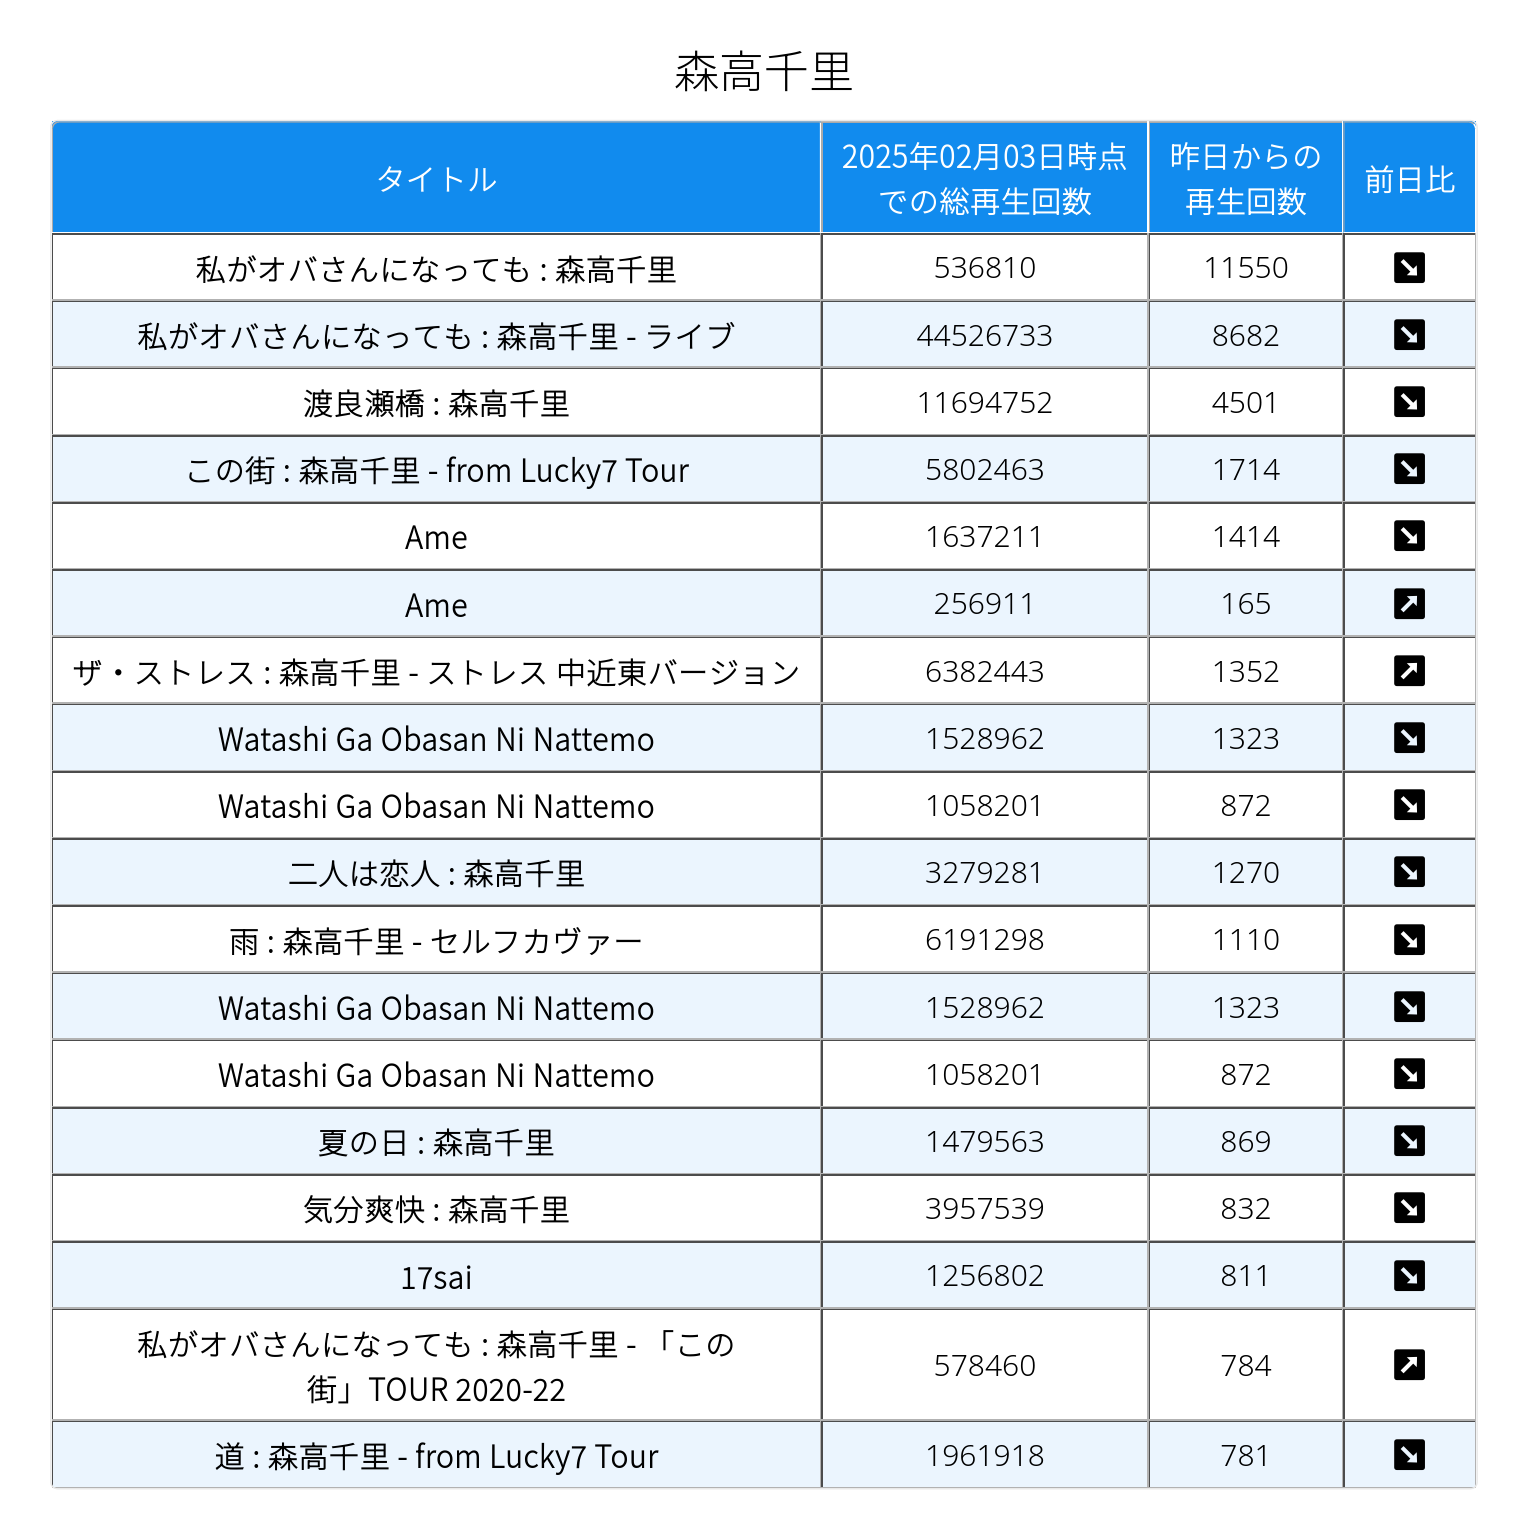 森高千里
タイトル 2025年02月03日時点での総再生回数 昨日からの再生回数 前日比
私がオバさんになっても : 森高千里 536810 11550 ↘
私がオバさんになっても : 森高千里 - ライブ 44526733 8682 ↘
渡良瀬橋 : 森高千里 11694752 4501 ↘
この街 : 森高千里 - from Lucky7 Tour 5802463 1714 ↘
Ame 1637211 1414 ↘
Ame 256911 165 ↗
ザ・ストレス : 森高千里 - ストレス 中近東バージョン 6382443 1352 ↗
Watashi Ga Obasan Ni Nattemo 1528962 1323 ↘
Watashi Ga Obasan Ni Nattemo 1058201 872 ↘
二人は恋人 : 森高千里 3279281 1270 ↘
雨 : 森高千里 - セルフカヴァー 6191298 1110 ↘
Watashi Ga Obasan Ni Nattemo 1528962 1323 ↘
Watashi Ga Obasan Ni Nattemo 1058201 872 ↘
夏の日 : 森高千里 1479563 869 ↘
気分爽快 : 森高千里 3957539 832 ↘
17sai 1256802 811 ↘
私がオバさんになっても : 森高千里 - 「この街」TOUR 2020-22 578460 784 ↗
道 : 森高千里 - from Lucky7 Tour 1961918 781 ↘